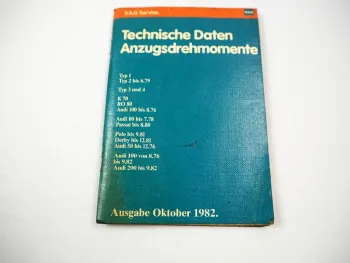 V.A.G Service.
Technische Daten
Anzugsdrehmomente
Typ 1
Typ 2 bis 6.79
Typ 3 und 4
K 70
RO 80
Audi 100 bis 8.76
Audi 80 bis 7.78
Passat bis 8.80
Polo bis 9.81
Derby bis 12.81
Audi 50 bis 12.76
Audi 100 von 8.76
bis 9.82
Audi 200 bis 9.82
Ausgabe Oktober 1982.